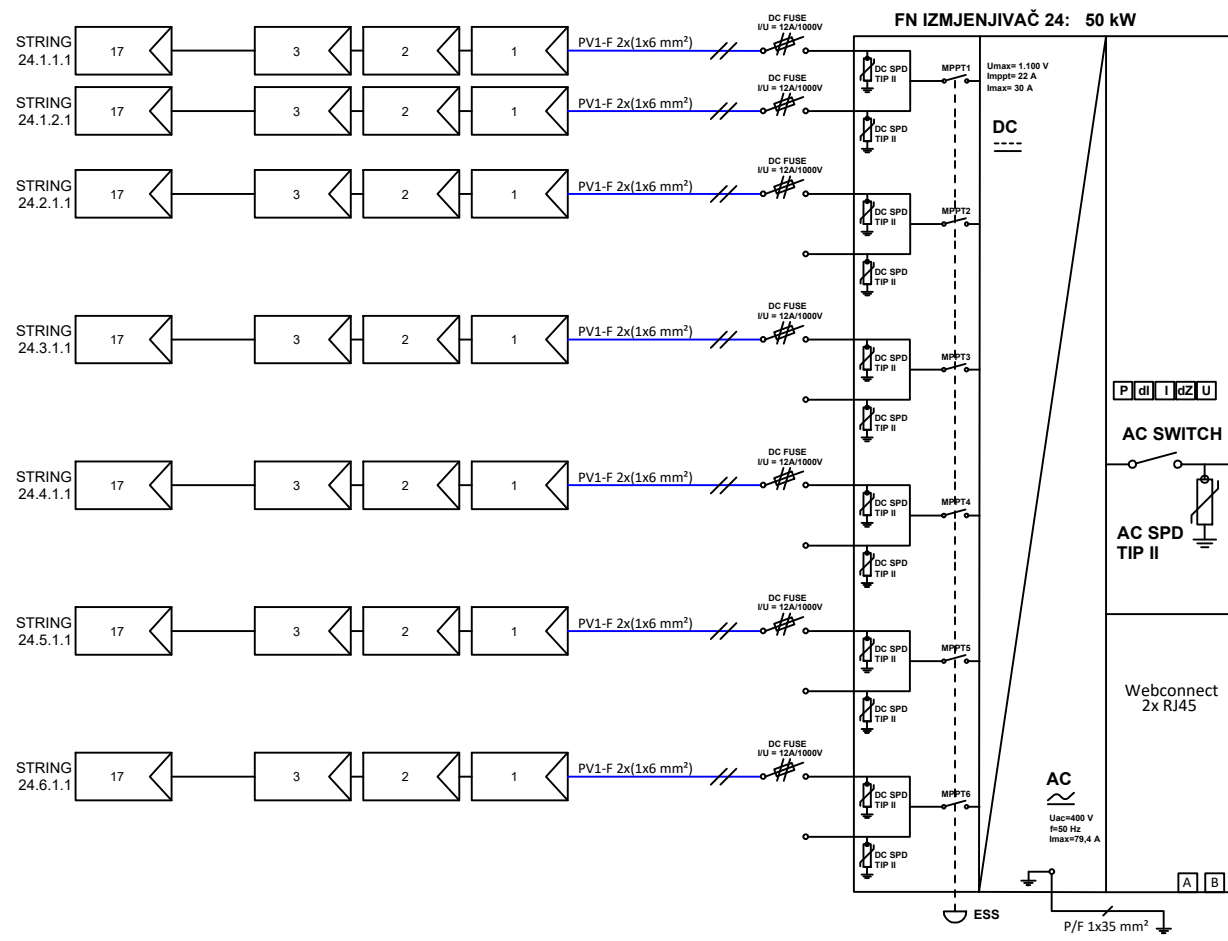 FN IZMJENJIVAČ 24: 50 kW
STRING
24.1.1.1
17
3
2
1
PV1-F 2x(1x6 mm²)
DC FUSE
I/U = 12A/1000V
DC SPD
TIP II
MPPT1
Umax= 1.100 V
Imppt= 22 A
Imax= 30 A
DC
STRING
24.1.2.1
17
3
2
1
PV1-F 2x(1x6 mm²)
DC FUSE
I/U = 12A/1000V
DC SPD
TIP II
STRING
24.2.1.1
17
3
2
1
PV1-F 2x(1x6 mm²)
DC FUSE
I/U = 12A/1000V
DC SPD
TIP II
MPPT2
DC SPD
TIP II
STRING
24.3.1.1
17
3
2
1
PV1-F 2x(1x6 mm²)
DC FUSE
I/U = 12A/1000V
DC SPD
TIP II
MPPT3
DC SPD
TIP II
P dI I dZ U
AC SWITCH
STRING
24.4.1.1
17
3
2
1
PV1-F 2x(1x6 mm²)
DC FUSE
I/U = 12A/1000V
DC SPD
TIP II
MPPT4
DC SPD
TIP II
AC SPD
TIP II
STRING
24.5.1.1
17
3
2
1
PV1-F 2x(1x6 mm²)
DC FUSE
I/U = 12A/1000V
DC SPD
TIP II
MPPT5
DC SPD
TIP II
Webconnect
2x RJ45
STRING
24.6.1.1
17
3
2
1
PV1-F 2x(1x6 mm²)
DC FUSE
I/U = 12A/1000V
DC SPD
TIP II
MPPT6
DC SPD
TIP II
AC
Uac=400 V
f=50 Hz
Imax=79,4 A
A B
ESS
P/F 1x35 mm²